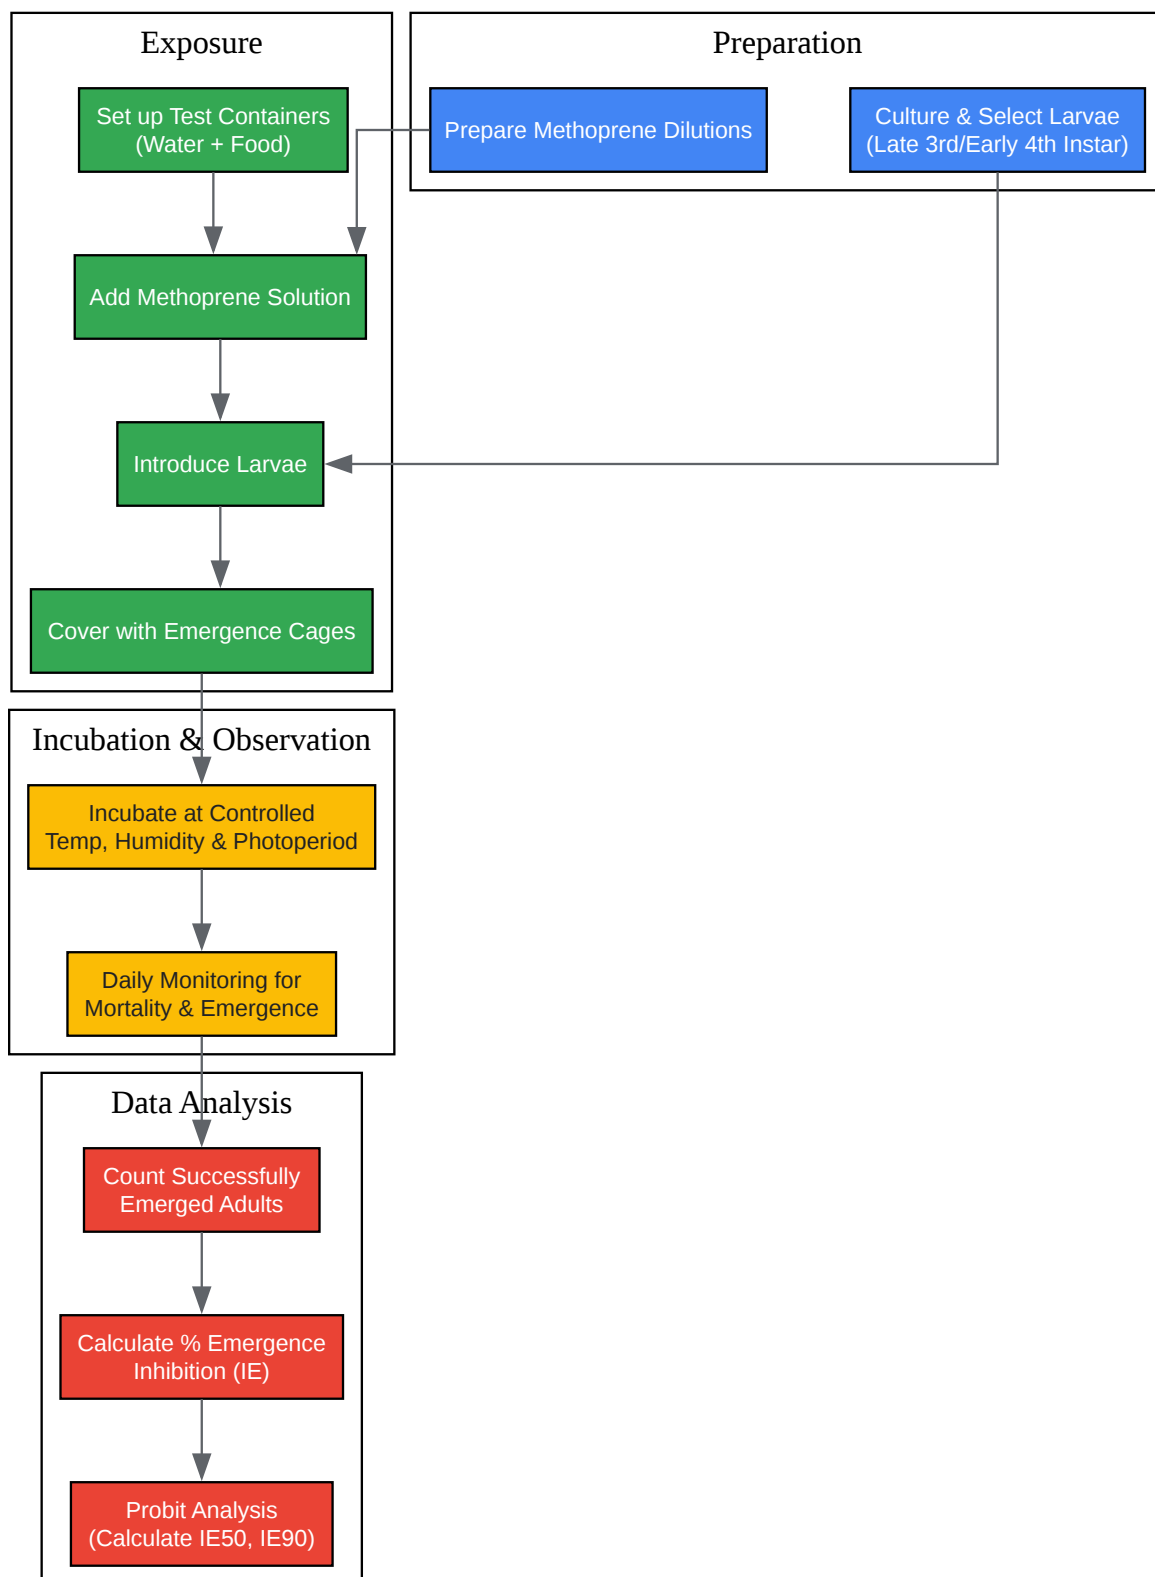 Exposure
Set up Test Containers
(Water + Food)
Add Methoprene Solution
Introduce Larvae
Cover with Emergence Cages
Preparation
Prepare Methoprene Dilutions
Culture & Select Larvae
(Late 3rd/Early 4th Instar)
Incubation & Observation
Incubate at Controlled
Temp, Humidity & Photoperiod
Daily Monitoring for
Mortality & Emergence
Data Analysis
Count Successfully
Emerged Adults
Calculate % Emergence
Inhibition (IE)
Probit Analysis
(Calculate IE50, IE90)